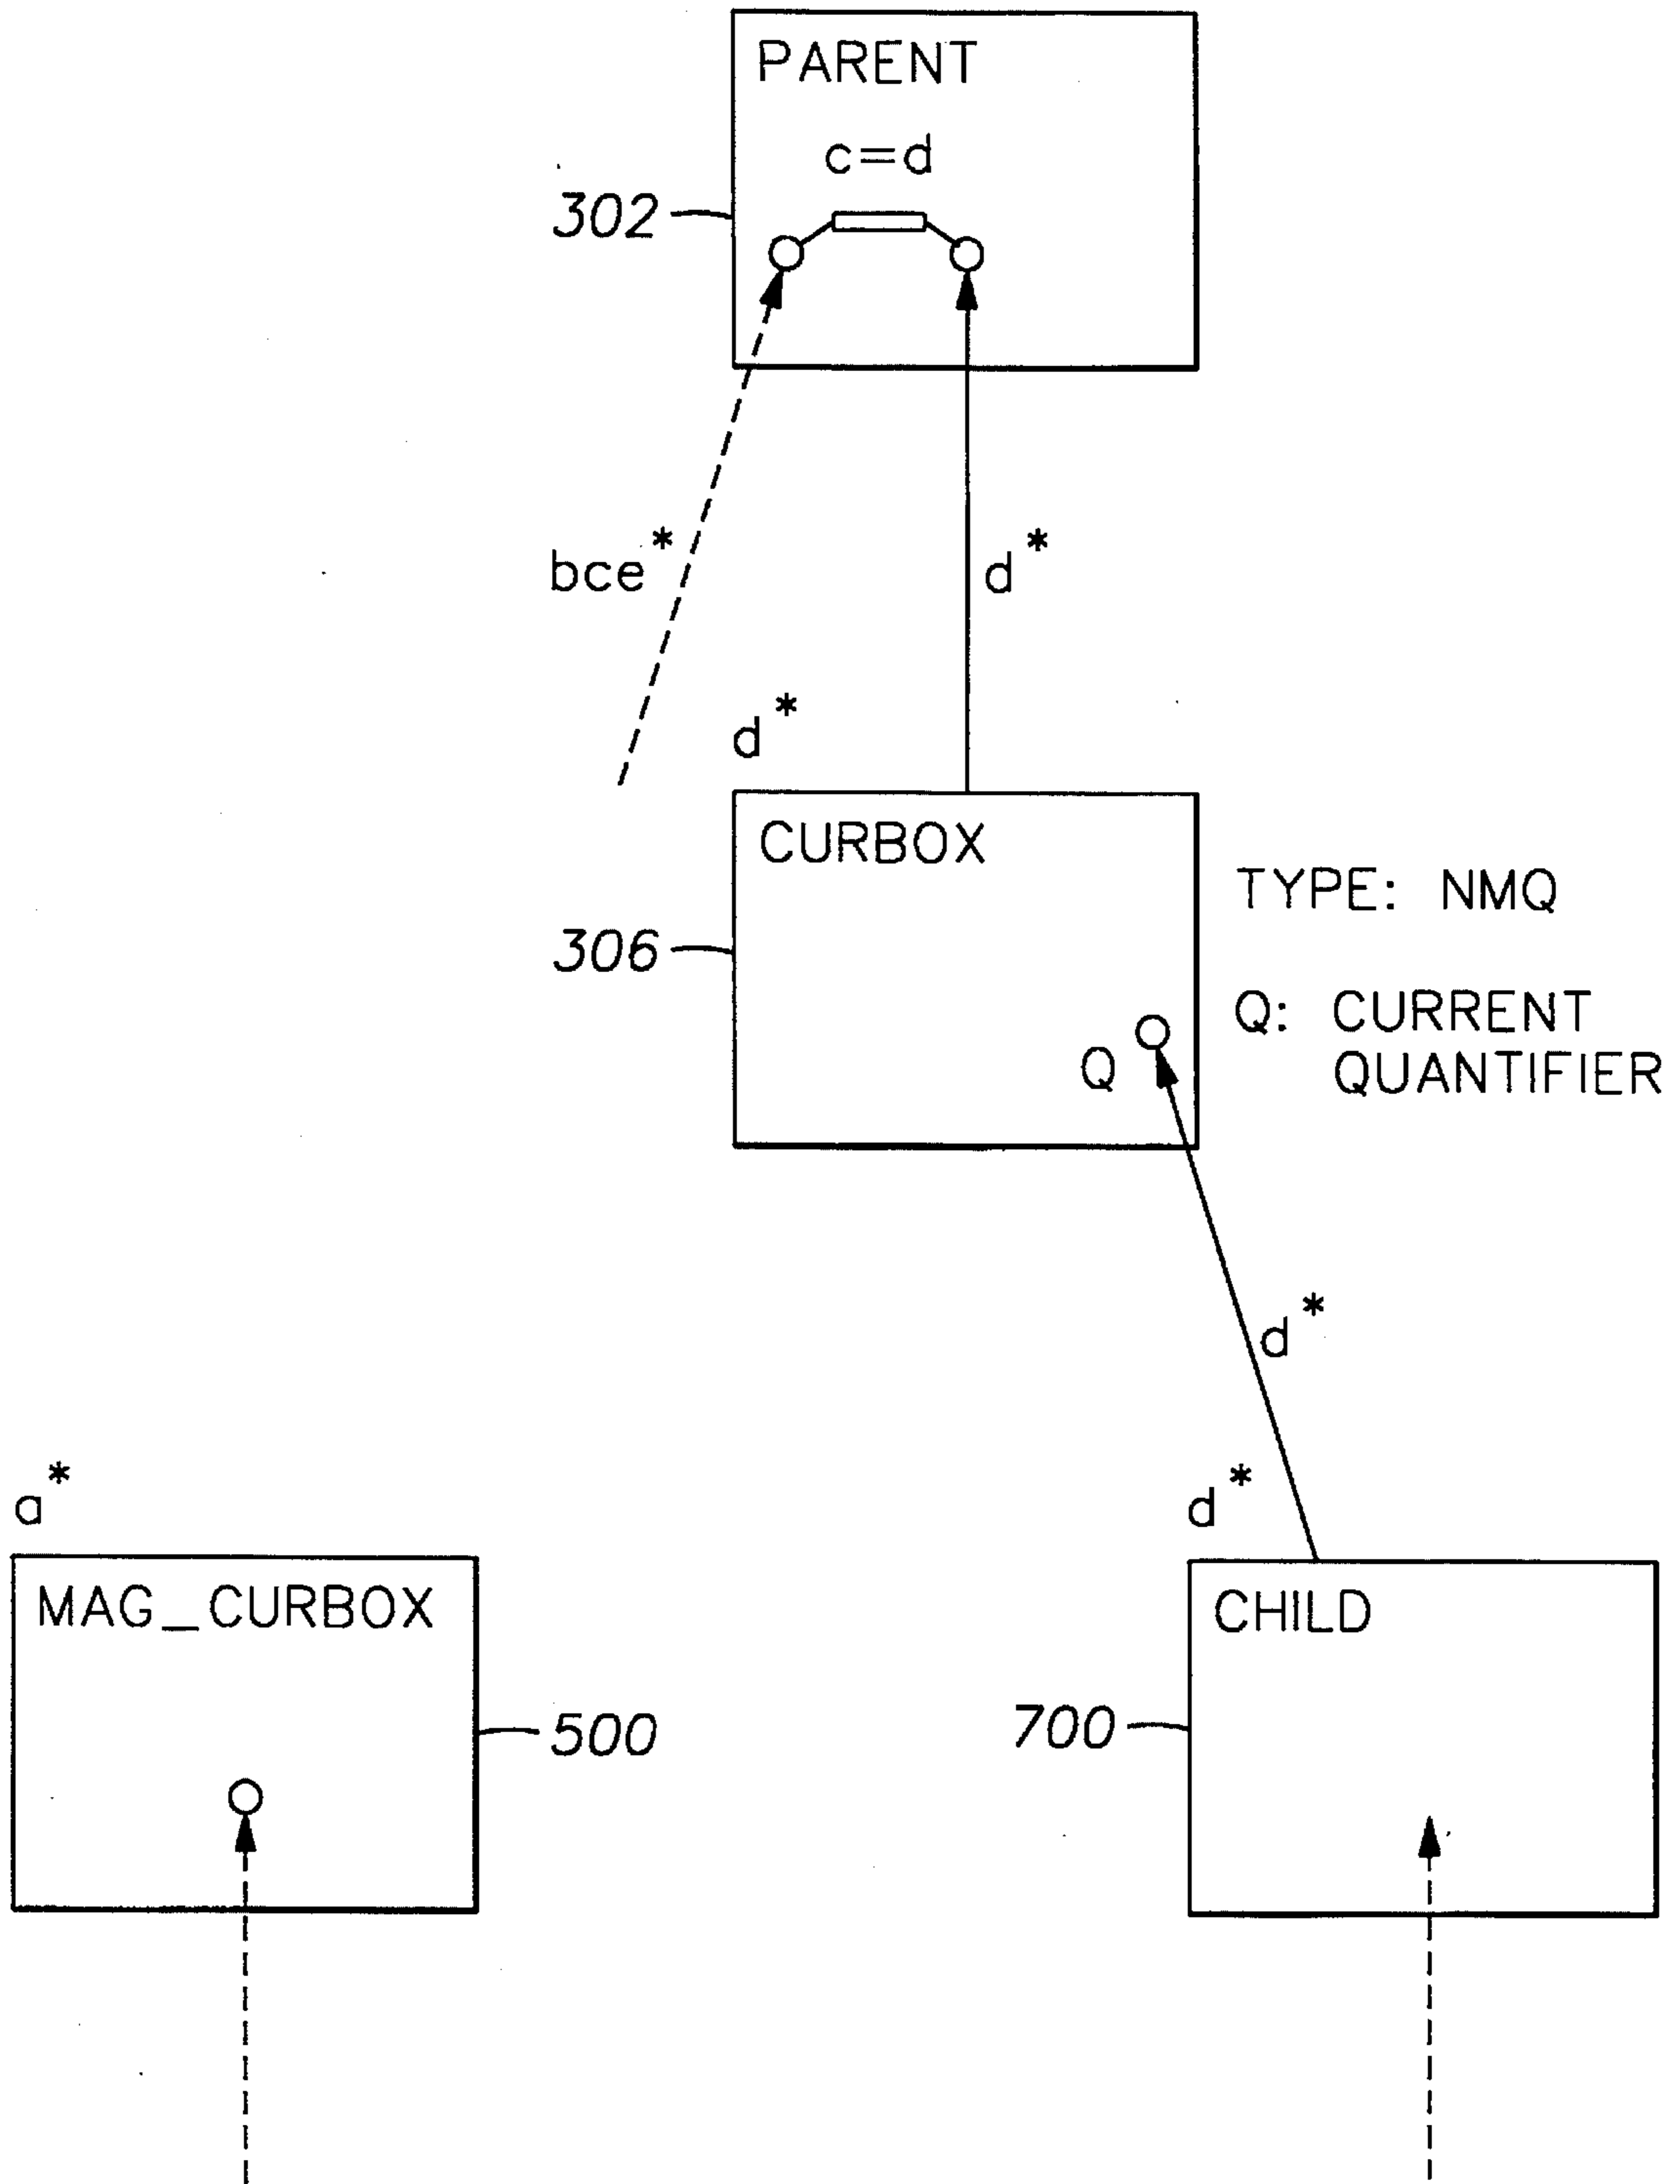 PARENT
c=d
302
bce*
d*
d*
CURBOX
306
TYPE: NMQ
Q: CURRENT
QUANTIFIER
Q
d*
d*
a*
MAG_CURBOX
500
CHILD
700